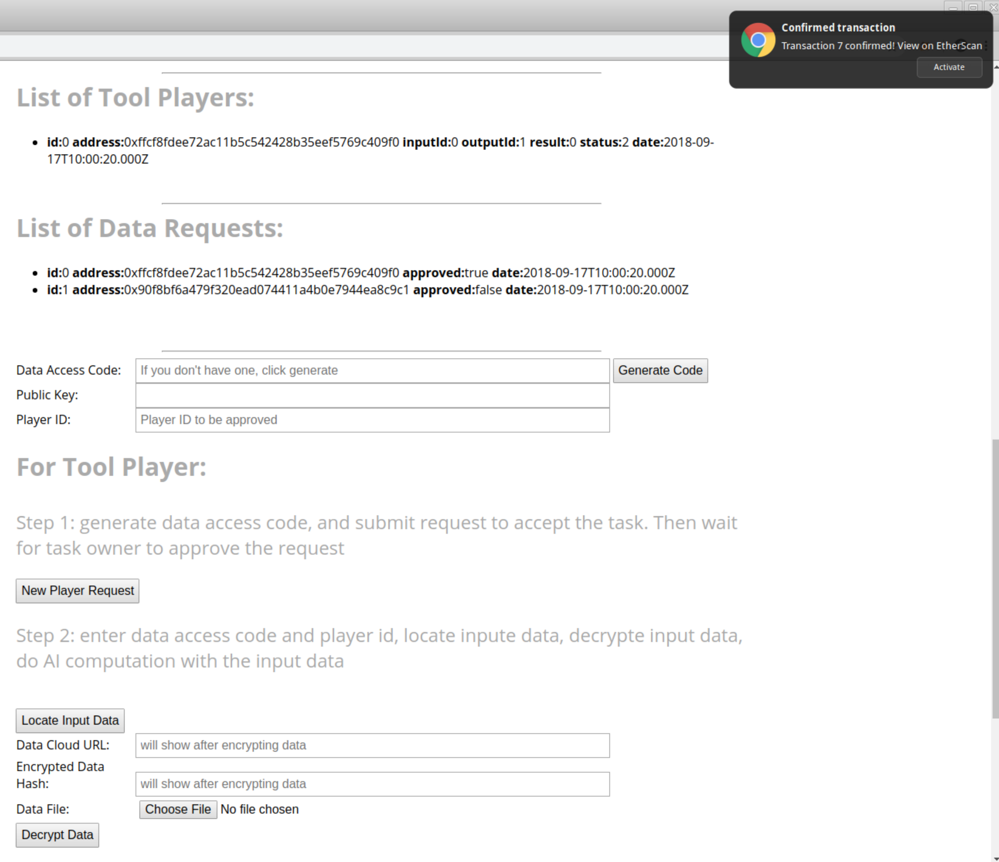 Confirmed transaction
Transaction 7 confirmed! View on EtherScan
Activate
List of Tool Players:
id:0 address:0xffcf8fdee72ac11b5c542428b35eef5769c409f0 inputId:0 outputId:1 result:0 status:2 date:2018-09-
17T10:00:20.000Z
List of Data Requests:
id:0 address:0xffcf8fdee72ac11b5c542428b35eef5769c409f0 approved:true date:2018-09-17T10:00:20.000Z
id:1 address:0x90f8bf6a479f320ead074411a4b0e7944ea8c9c1 approved:false date:2018-09-17T10:00:20.000Z
Data Access Code: If you don't have one, click generate Generate Code
Public Key:
Player ID: Player ID to be approved
For Tool Player:
Step 1: generate data access code, and submit request to accept the task. Then wait
for task owner to approve the request
New Player Request
Step 2: enter data access code and player id, locate inpute data, decrypte input data,
do AI computation with the input data
Locate Input Data
Data Cloud URL: will show after encrypting data
Encrypted Data
Hash: will show after encrypting data
Data File: Choose File No file chosen
Decrypt Data